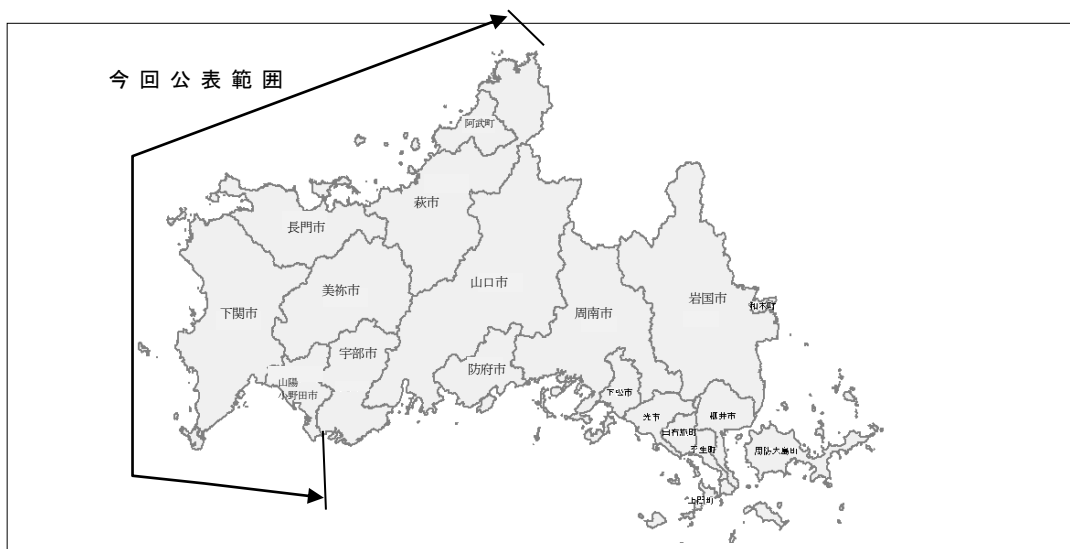 今回公表範囲
阿武町
萩市
長門市
山口市
美祢市
岩国市
和木町
下関市
周南市
宇部市
防府市
山陽
小野田市
下松市
光市
柳井市
田布施町
平生町
周防大島町
上関町